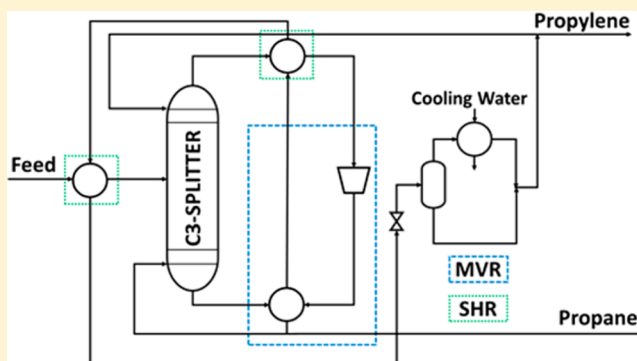 Propylene
Cooling Water
Feed
C3-SPLITTER
MVR
SHR
Propane